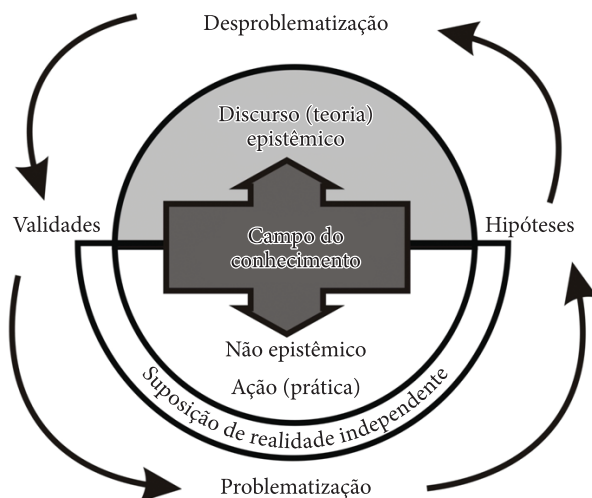 Desproblematização
Discurso (teoria)
epistêmico
Validades
Hipóteses
Campo do
conhecimento
Não epistêmico
Ação (prática)
Suposição de realidade independente
Problematização